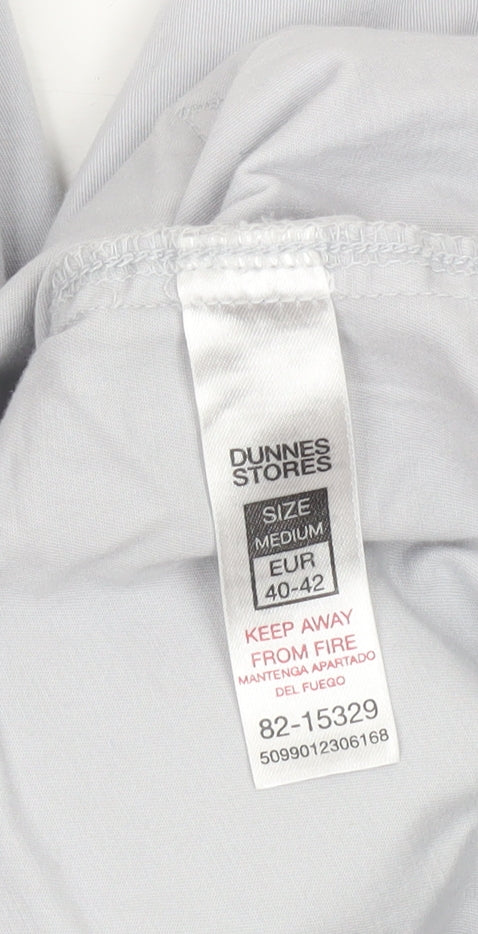 DUNNES
STORES
SIZE
MEDIUM
EUR
40-42
KEEP AWAY
FROM FIRE
MANTENGA APARTADO
DEL FUEGO
82-15329
5099012306168